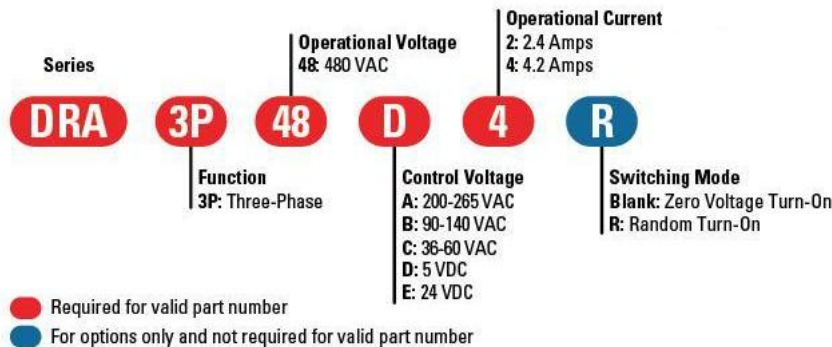 Operational Current
2: 2.4 Amps
4: 4.2 Amps
Operational Voltage
48: 480 VAC
Series
DRA 3P 48 D 4 R
Function
3P: Three-Phase
Control Voltage
A: 200-265 VAC
B: 90-140 VAC
C: 36-60 VAC
D: 5 VDC
E: 24 VDC
Switching Mode
Blank: Zero Voltage Turn-On
R: Random Turn-On
Required for valid part number
For options only and not required for valid part number